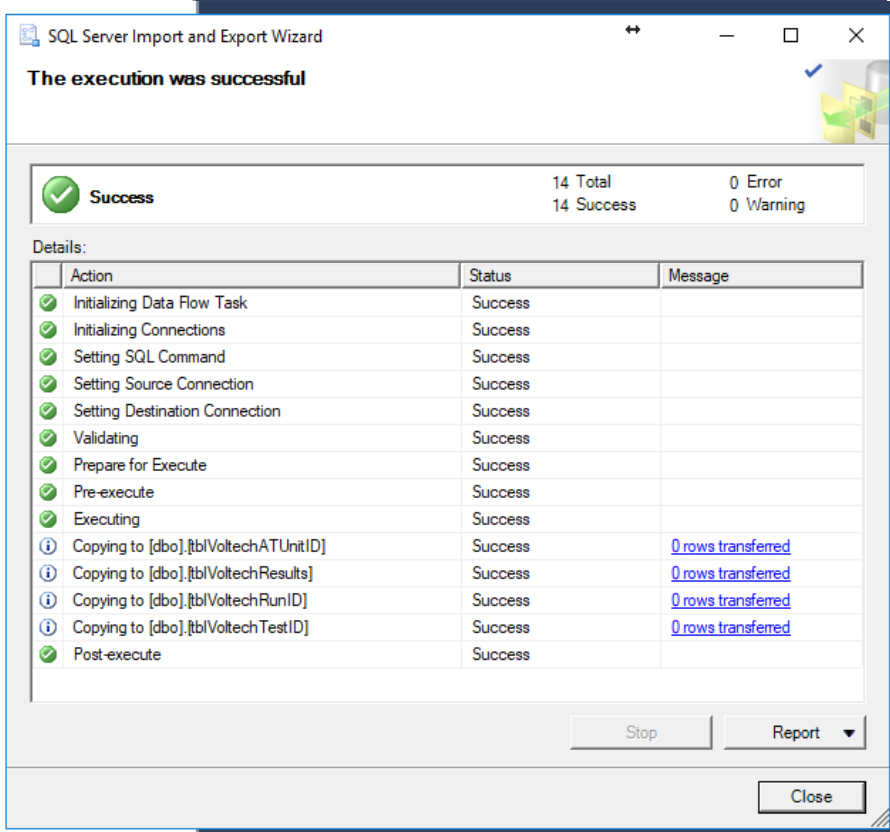 SQL Server Import and Export Wizard
The execution was successful
Success 14 Total 0 Error
14 Success 0 Warning
Details:
Action Status Message
Initializing Data Flow Task Success
Initializing Connections Success
Setting SQL Command Success
Setting Source Connection Success
Setting Destination Connection Success
Validating Success
Prepare for Execute Success
Pre-execute Success
Executing Success
Copying to [dbo].[tblVoltechATUnitID] Success 0 rows transferred
Copying to [dbo].[tblVoltechResults] Success 0 rows transferred
Copying to [dbo].[tblVoltechRunID] Success 0 rows transferred
Copying to [dbo].[tblVoltechTestID] Success 0 rows transferred
Post-execute Success
Stop Report
Close